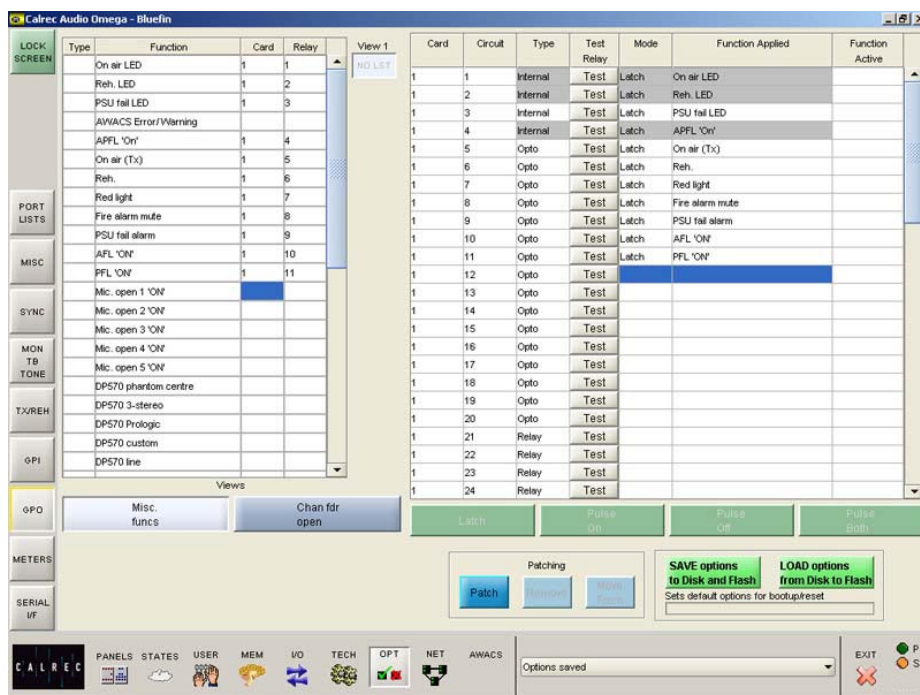 Calrec Audio Omega - Bluefin
LOCK SCREEN
PORT LISTS
MISC
SYNC
MON TB TONE
TX/REH
GPI
GPO
METERS
SERIAL I/F
Type Function Card Relay
On air LED 1 1
Reh. LED 1 2
PSU fail LED 1 3
AWACS Error/Warning
APFL 'On' 1 4
On air (Tx) 1 5
Reh. 1 6
Red light 1 7
Fire alarm mute 1 8
PSU fail alarm 1 9
AFL 'ON' 1 10
PFL 'ON' 1 11
Mic. open 1 'ON'
Mic. open 2 'ON'
Mic. open 3 'ON'
Mic. open 4 'ON'
Mic. open 5 'ON'
DP570 phantom centre
DP570 3-stereo
DP570 Prologic
DP570 custom
DP570 line
View 1
NO LST
Views
Misc. funcs
Chan fdr open
Card Circuit Type Test Relay Mode Function Applied Function Active
1 1 Internal Test Latch On air LED
1 2 Internal Test Latch Reh. LED
1 3 Internal Test Latch PSU fail LED
1 4 Internal Test Latch APFL 'On'
1 5 Opto Test Latch On air (Tx)
1 6 Opto Test Latch Reh.
1 7 Opto Test Latch Red light
1 8 Opto Test Latch Fire alarm mute
1 9 Opto Test Latch PSU fail alarm
1 10 Opto Test Latch AFL 'ON'
1 11 Opto Test Latch PFL 'ON'
1 12 Opto Test
1 13 Opto Test
1 14 Opto Test
1 15 Opto Test
1 16 Opto Test
1 17 Opto Test
1 18 Opto Test
1 19 Opto Test
1 20 Opto Test
1 21 Relay Test
1 22 Relay Test
1 23 Relay Test
1 24 Relay Test
Latch
Pulse On
Pulse Off
Pulse Both
Patching
Patch
Remove
Move From
SAVE options to Disk and Flash
LOAD options from Disk to Flash
Sets default options for bootup/reset
CALREC
PANELS STATES USER MEM I/O TECH OPT NET AWACS
Options saved
EXIT
P
S